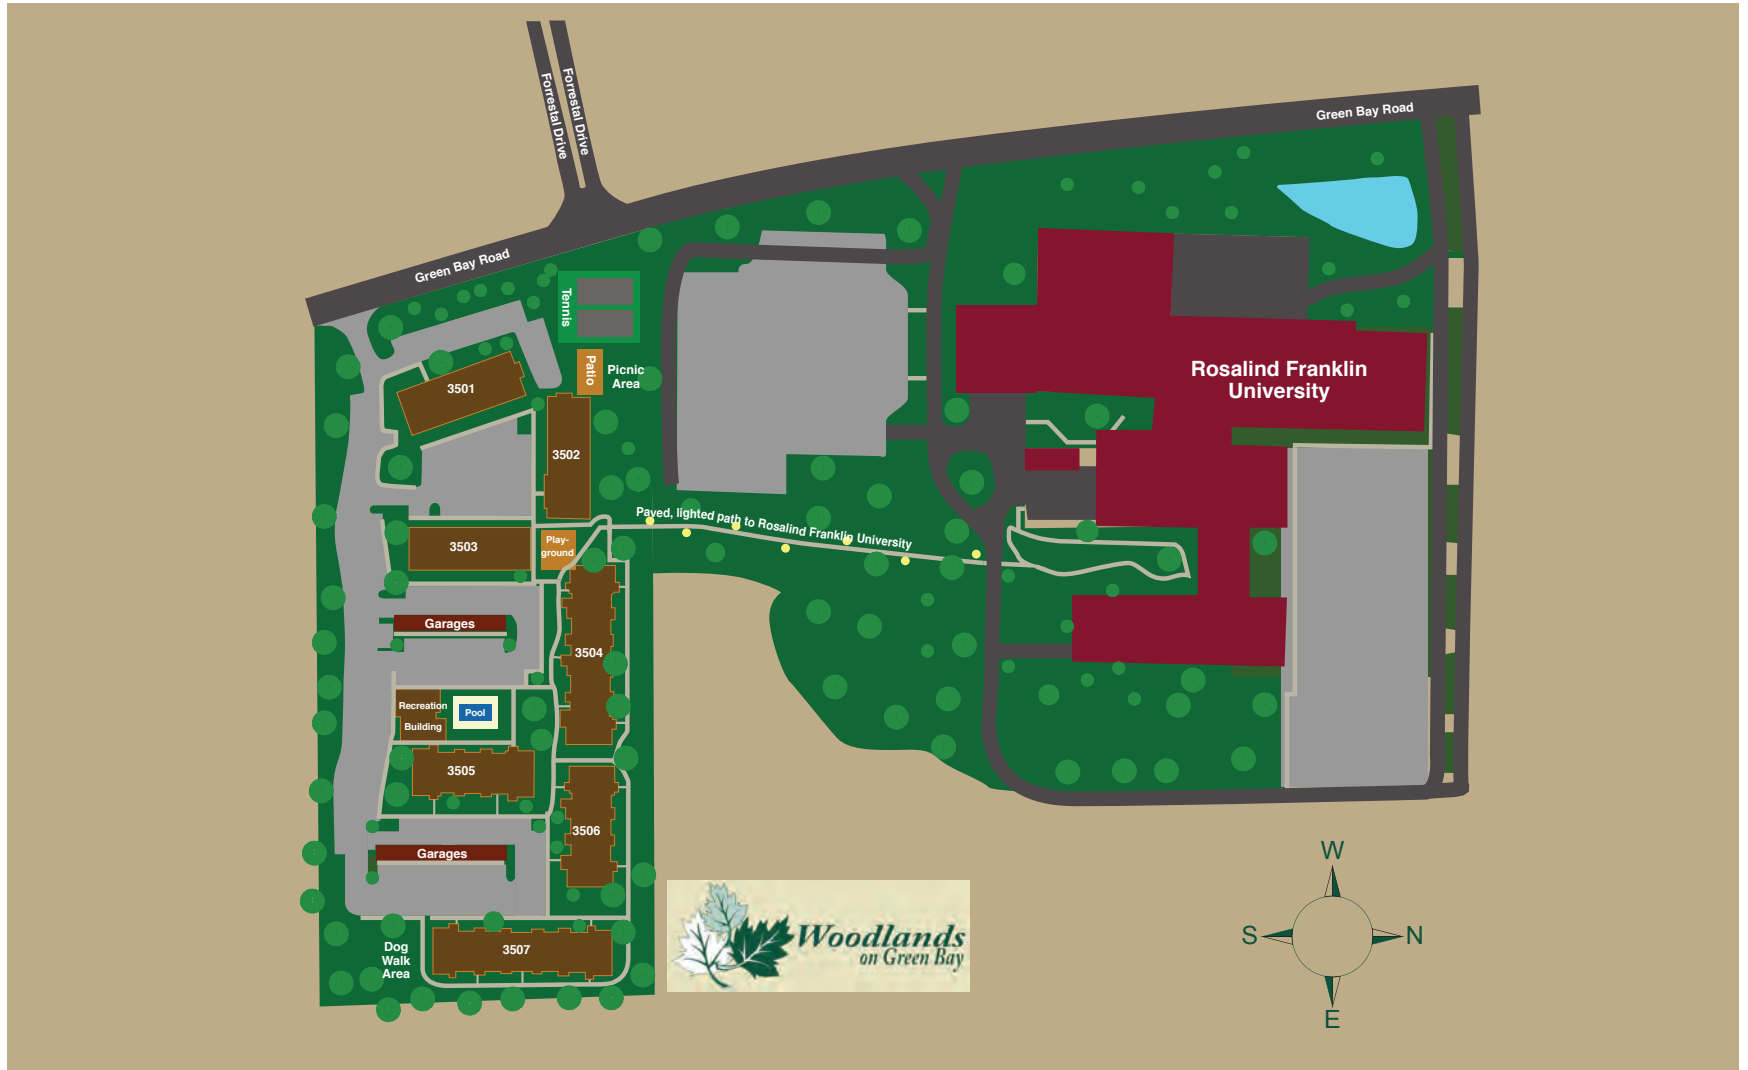 Forrestal Drive
Forrestal Drive
Green Bay Road
Green Bay Road
Tennis
Patio
Picnic
Area
3501
Rosalind Franklin
University
3502
Paved, lighted path to Rosalind Franklin University
3503
Play-
ground
Garages
3504
Recreation
Building
Pool
3505
3506
Garages
W
S
N
E
Woodlands
on Green Bay
Dog
Walk
Area
3507